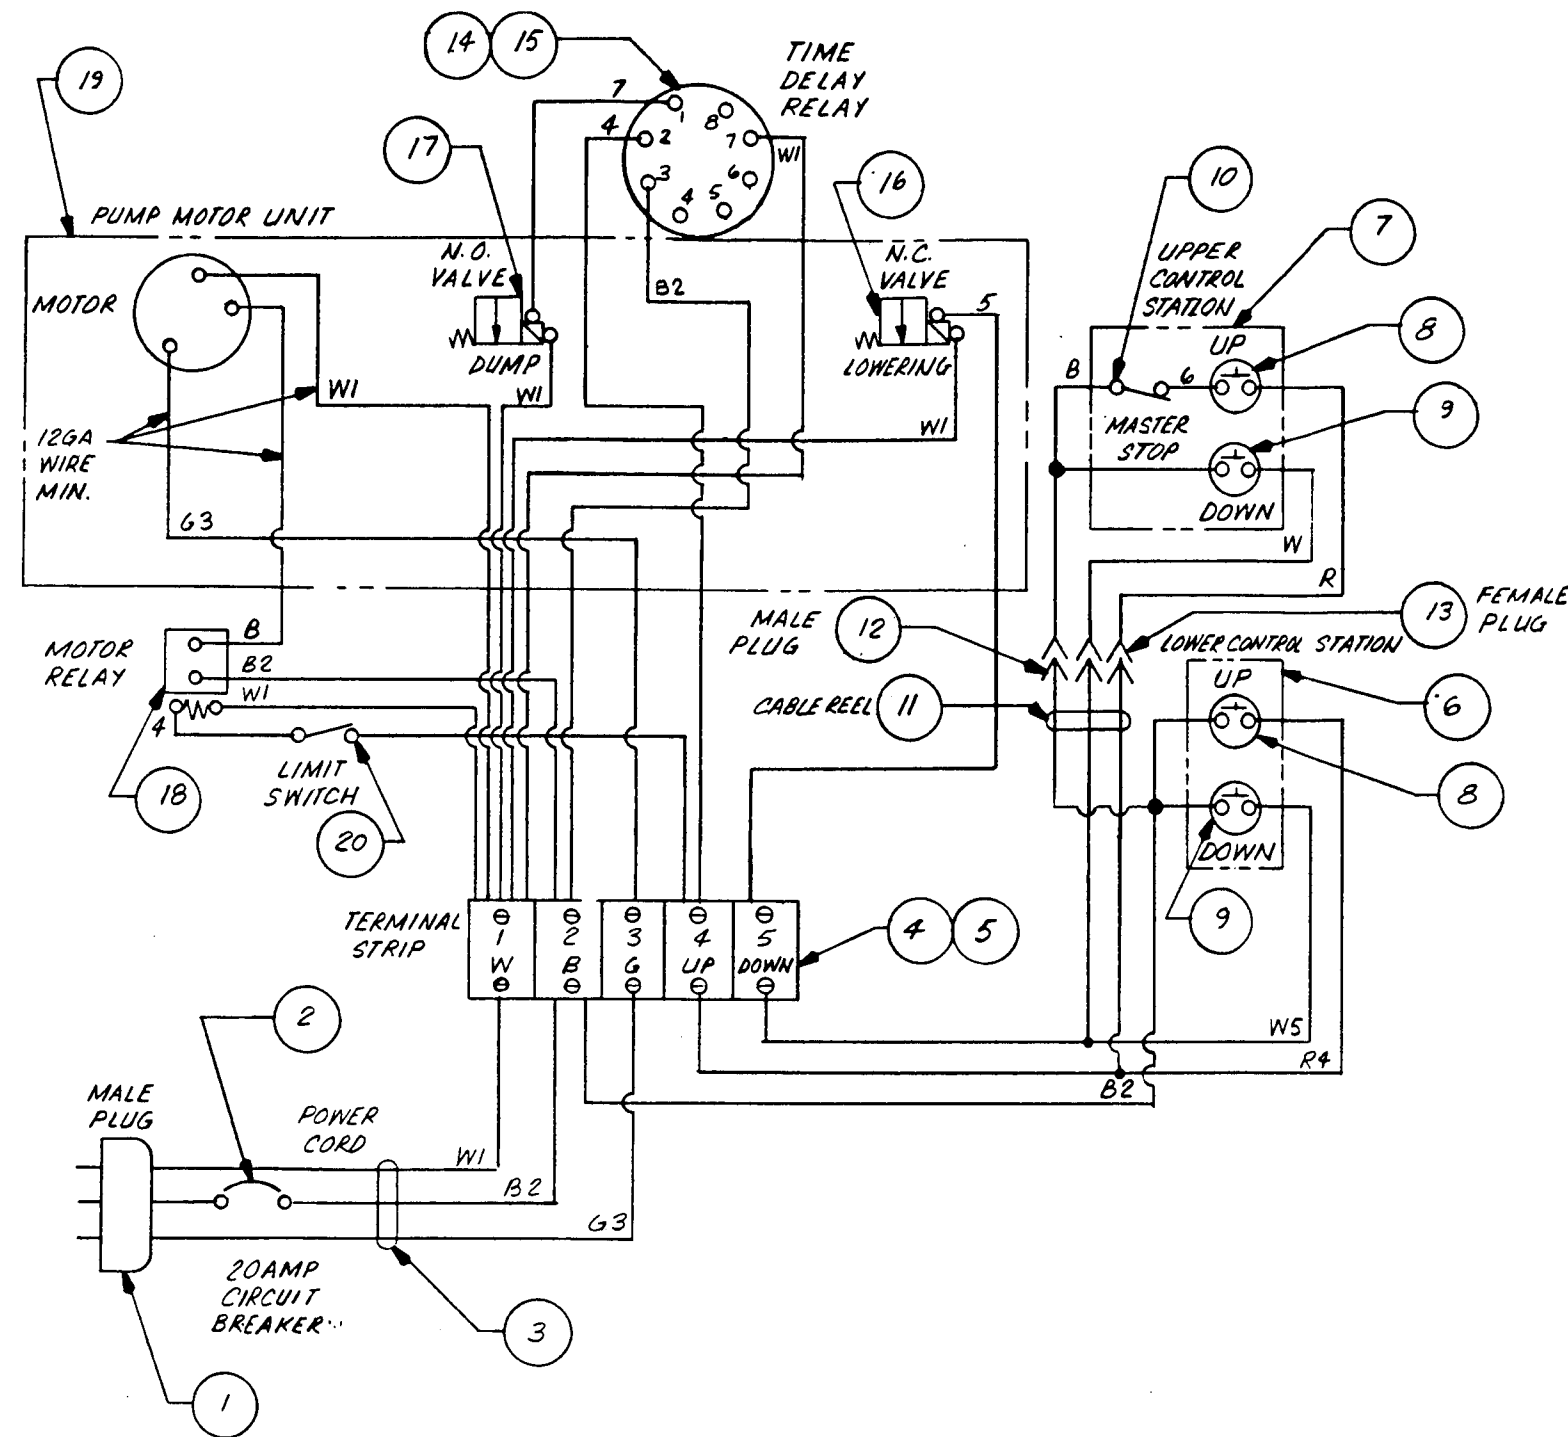 19
14
15
TIME
DELAY
RELAY
7
1
8
4
2
7
W1
3
6
4
5
17
16
10
PUMP MOTOR UNIT
N.O.
VALVE
B2
N.C.
VALVE
5
UPPER
CONTROL
STATION
7
MOTOR
DUMP
LOWERING
UP
8
B
6
W1
W1
W1
MASTER
STOP
9
12GA
WIRE
MIN.
DOWN
G3
W
R
MOTOR
RELAY
B
B2
W1
4
MALE
PLUG
12
13
FEMALE
PLUG
LOWER CONTROL STATION
UP
6
CABLE REEL
11
18
LIMIT
SWITCH
20
8
DOWN
9
TERMINAL
STRIP
1
W
2
B
3
G
4
UP
5
DOWN
4
5
2
W5
R4
B2
MALE
PLUG
POWER
CORD
W1
B2
G3
20 AMP
CIRCUIT
BREAKER
3
1